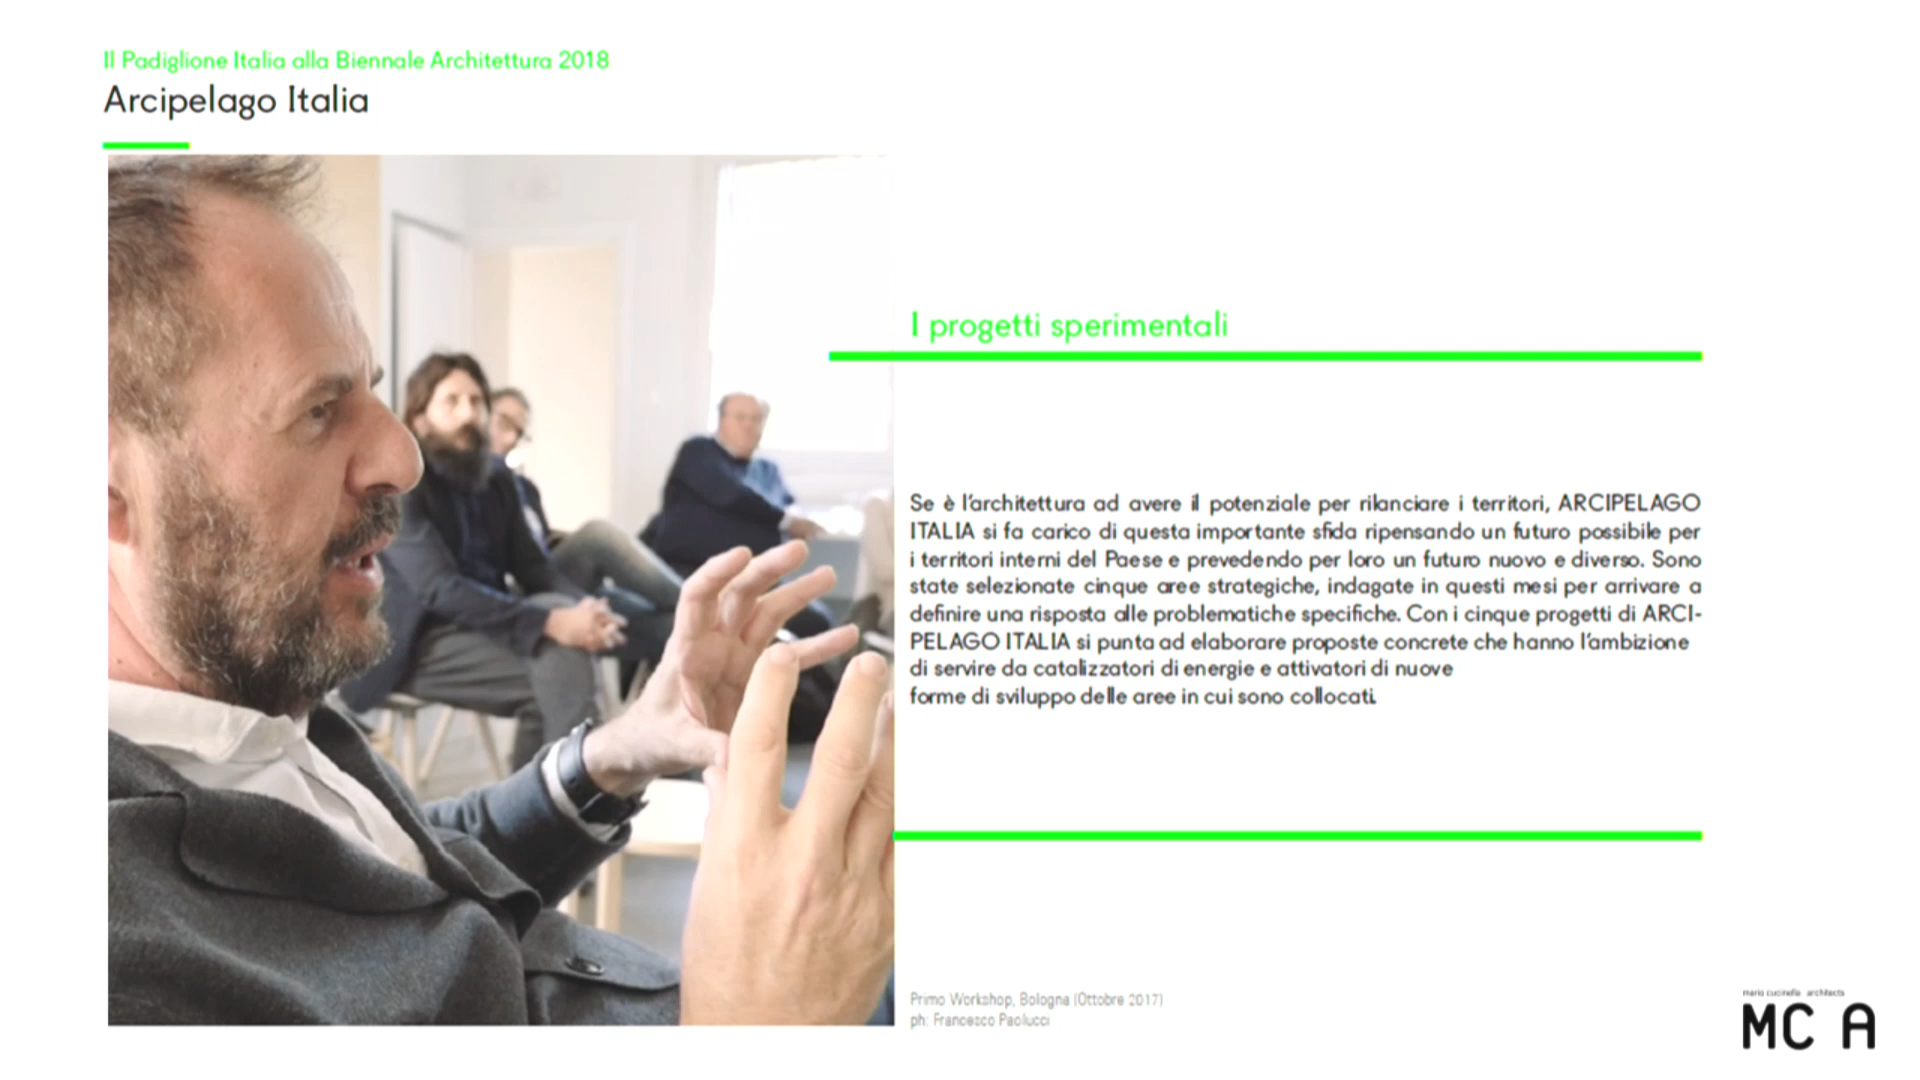 Il Padiglione Italia alla Biennale Architettura 2018
Arcipelago Italia
I progetti sperimentali
Se è l'architettura ad avere il potenziale per rilanciare i territori, ARCIPELAGO
ITALIA si fa carico di questa importante sfida ripensando un futuro possibile per
i territori interni del Paese e prevedendo per loro un futuro nuovo e diverso. Sono
state selezionate cinque aree strategiche, indagate in questi mesi per arrivare a
definire una risposta alle problematiche specifiche. Con i cinque progetti di ARCI-
PELAGO ITALIA si punta ad elaborare proposte concrete che hanno l'ambizione
di servire da catalizzatori di energie e attivatori di nuove
forme di sviluppo delle aree in cui sono collocati.
Primo Workshop, Bologna (Ottobre 2017)
ph: Francesco Paolucci
mario cucinella architects
MC A